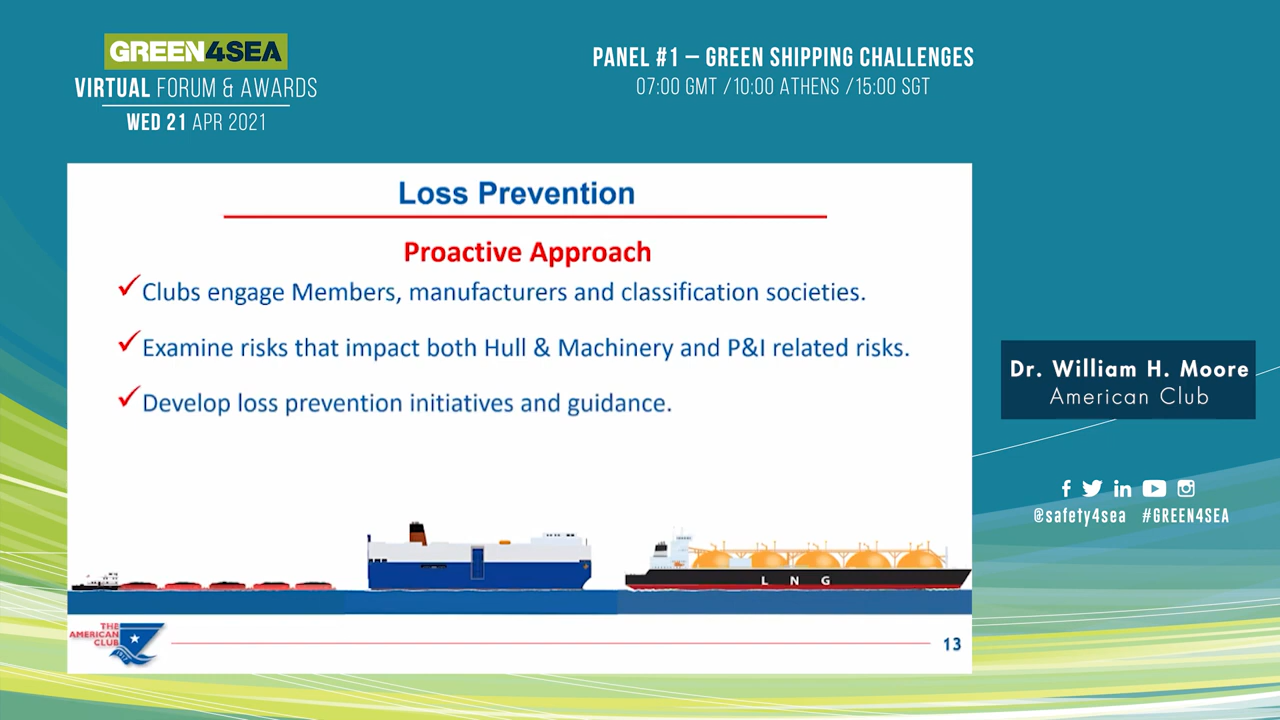 GREEN4SEA
VIRTUAL FORUM & AWARDS
WED 21 APR 2021
PANEL #1 – GREEN SHIPPING CHALLENGES
07:00 GMT /10:00 ATHENS /15:00 SGT
Loss Prevention
Proactive Approach
Clubs engage Members, manufacturers and classification societies.
Examine risks that impact both Hull & Machinery and P&I related risks.
Develop loss prevention initiatives and guidance.
L N G
THE
AMERICAN
CLUB
1917
13
Dr. William H. Moore
American Club
@safety4sea #GREEN4SEA